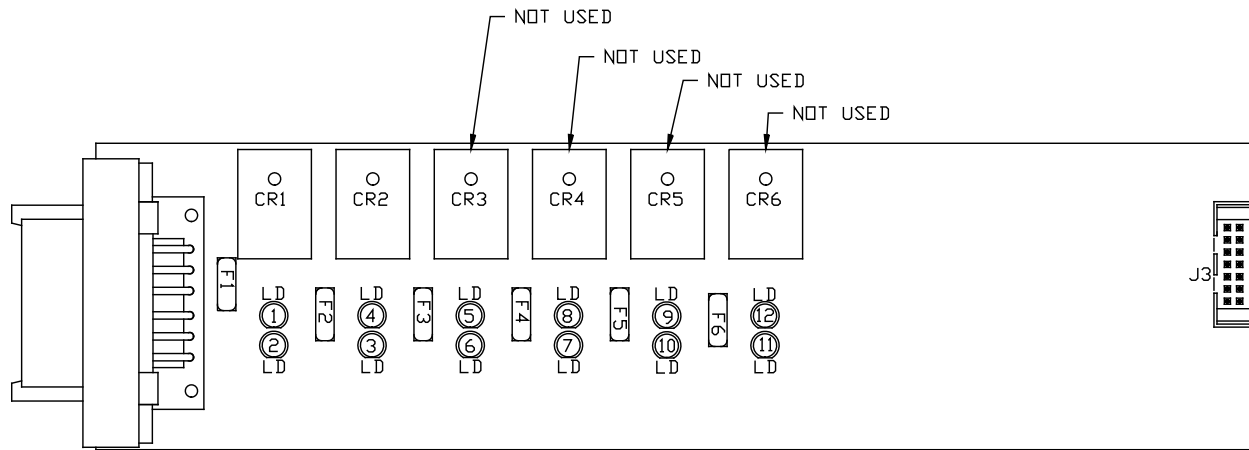 NOT USED
NOT USED
NOT USED
NOT USED
CR1 CR2 CR3 CR4 CR5 CR6
J3
F1 F2 F3 F4 F5 F6
LD LD LD LD LD LD
1 4 5 8 9 12
2 3 6 7 10 11
LD LD LD LD LD LD